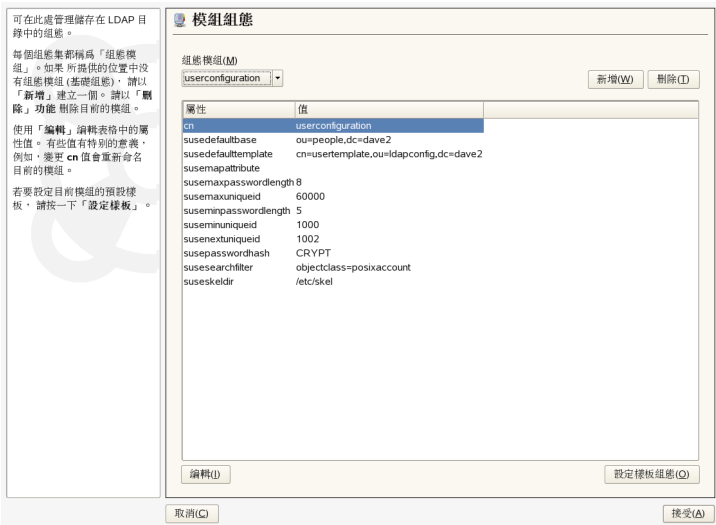 可在此處管理儲存在 LDAP 目
錄中的組態。
每個組態集都稱爲「組態模
組」。如果 所提供的位置中没
有組態模組 (基礎組態)， 請以
「新增」建立一個。 請以「刪
除」功能 刪除目前的模組。
使用「編輯」編輯表格中的屬
性值。 有些值有特別的意義，
例如，變更 cn 值會重新命名
目前的模組。
若要設定目前模組的預設樣
板， 請按一下「設定樣板」。
模組組態
組態模組(M)
userconfiguration
新增(W) 刪除(T)
屬性 值
cn userconfiguration
susedefaultbase ou=people,dc=dave2
susedefaulttemplate cn=usertemplate,ou=ldapconfig,dc=dave2
susemapattribute
susemaxpasswordlength 8
susemaxuniqueid 60000
suseminpasswordlength 5
suseminuniqueid 1000
susenextuniqueid 1002
susepasswordhash CRYPT
susesearchfilter objectclass=posixaccount
suseskeldir /etc/skel
編輯(I) 設定樣板組態(O)
取消(C) 接受(A)